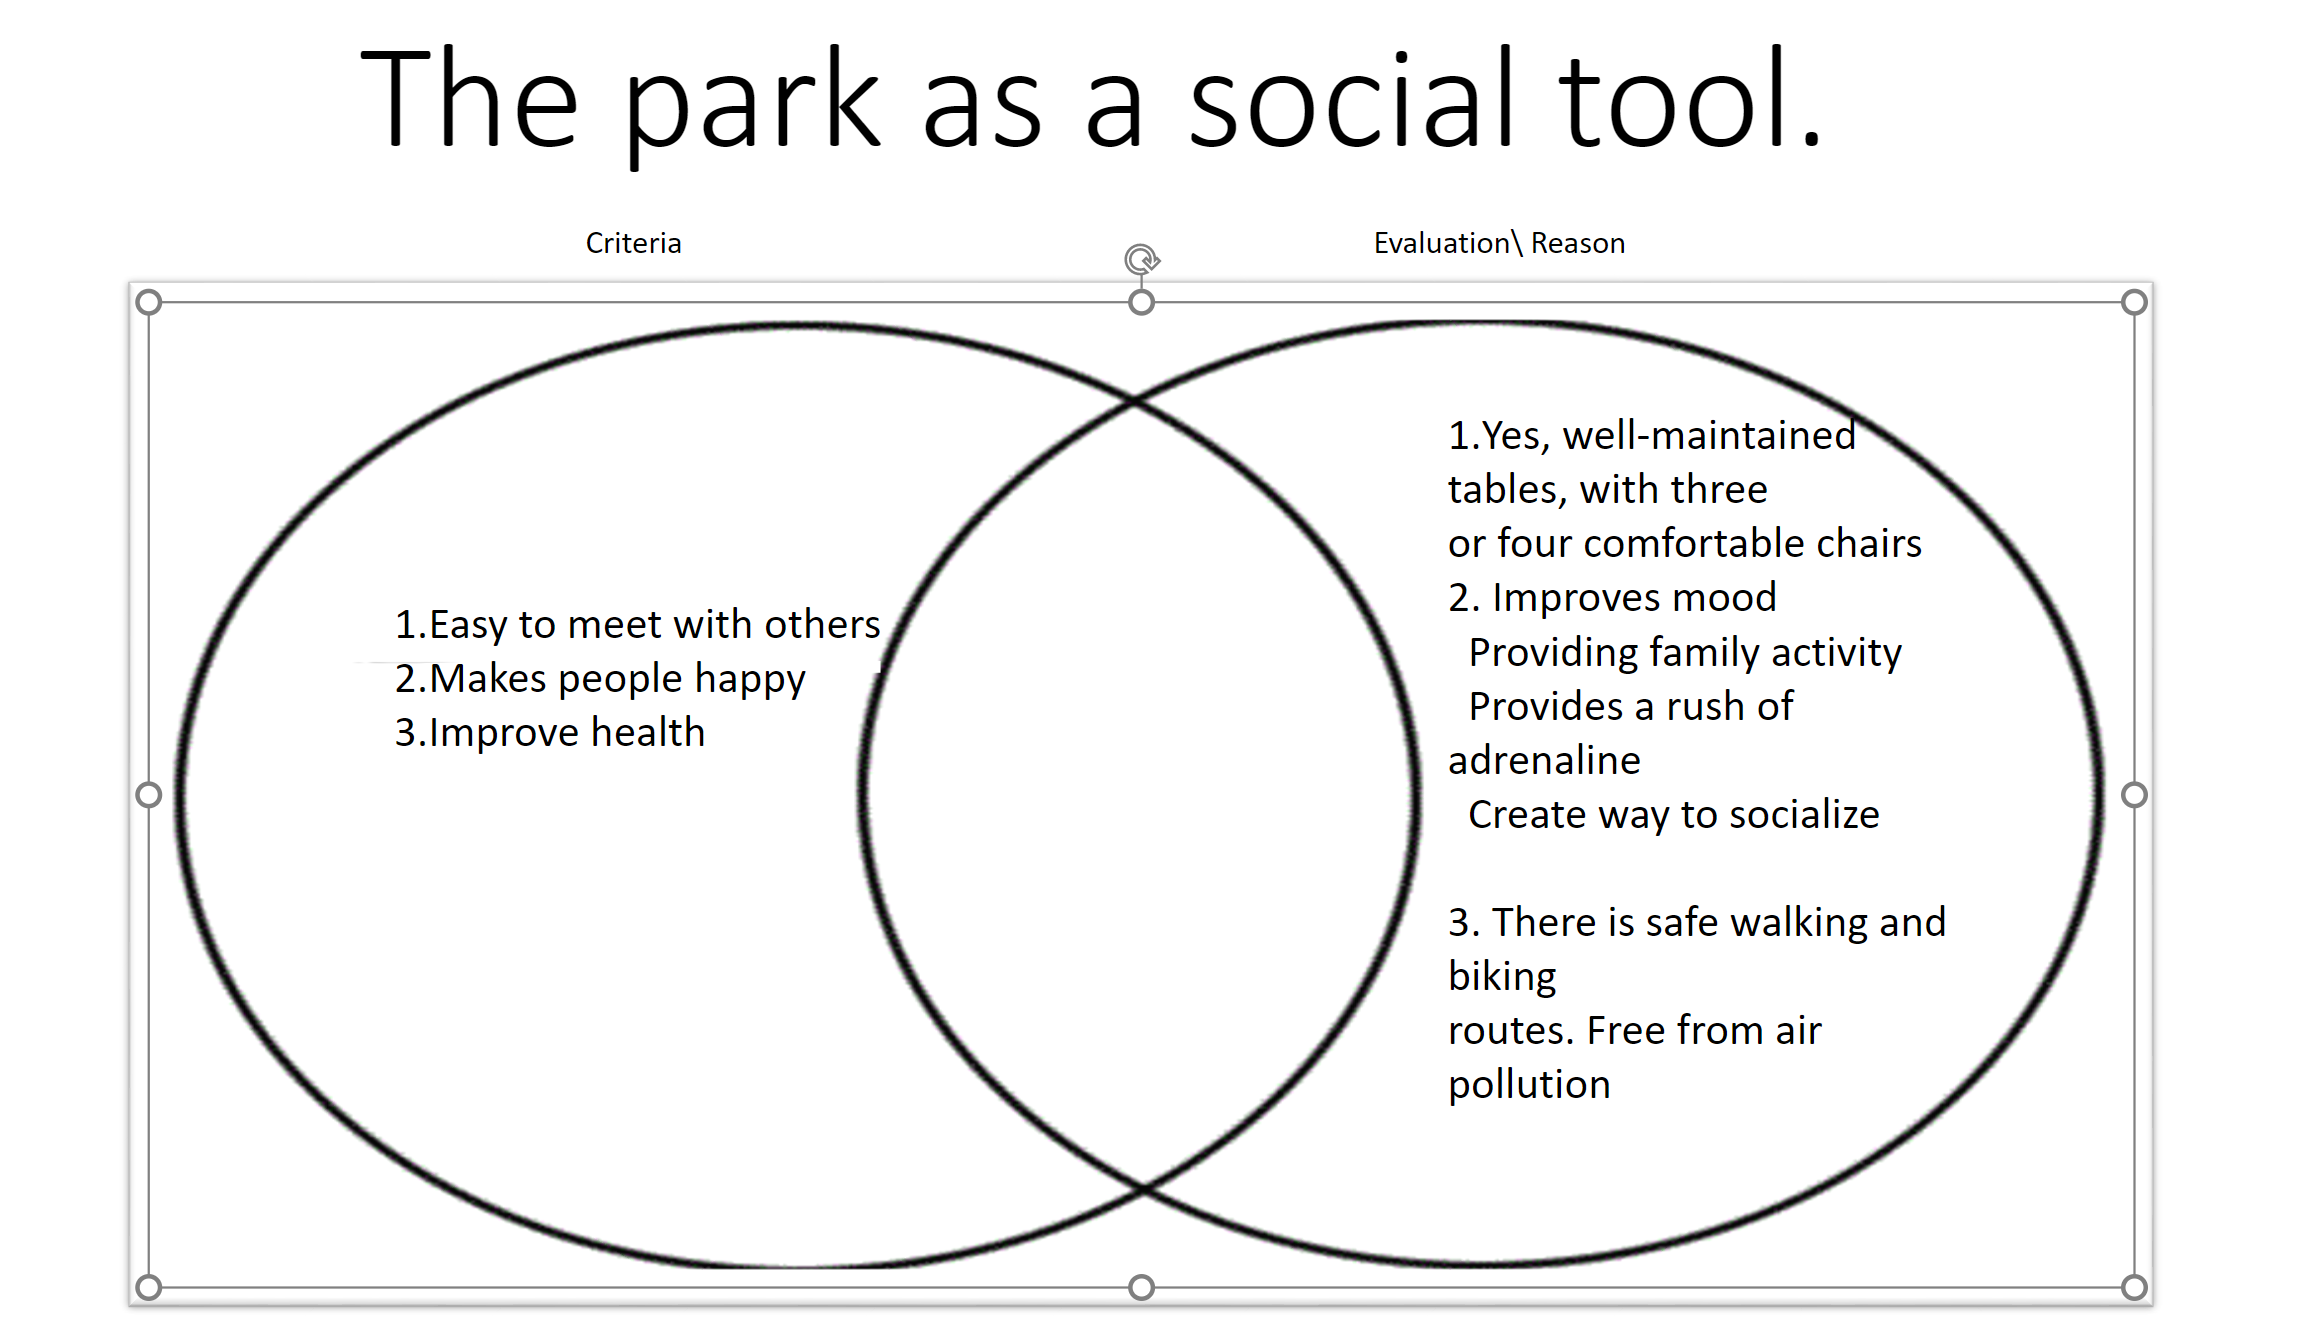 The park as a social tool.
Criteria
Evaluation\ Reason
1.Easy to meet with others
2.Makes people happy
3.Improve health
1.Yes, well-maintained
tables, with three
or four comfortable chairs
2. Improves mood
Providing family activity
Provides a rush of
adrenaline
Create way to socialize
3. There is safe walking and
biking
routes. Free from air
pollution